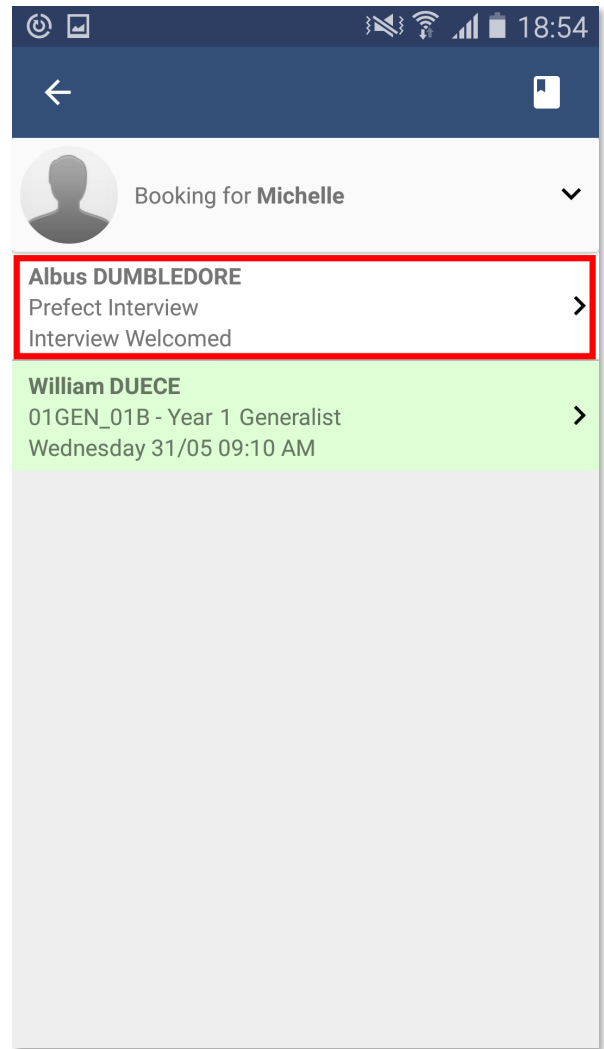 18:54
Booking for Michelle
Albus DUMBLEDORE
Prefect Interview
Interview Welcomed
William DUECE
01GEN_01B - Year 1 Generalist
Wednesday 31/05 09:10 AM